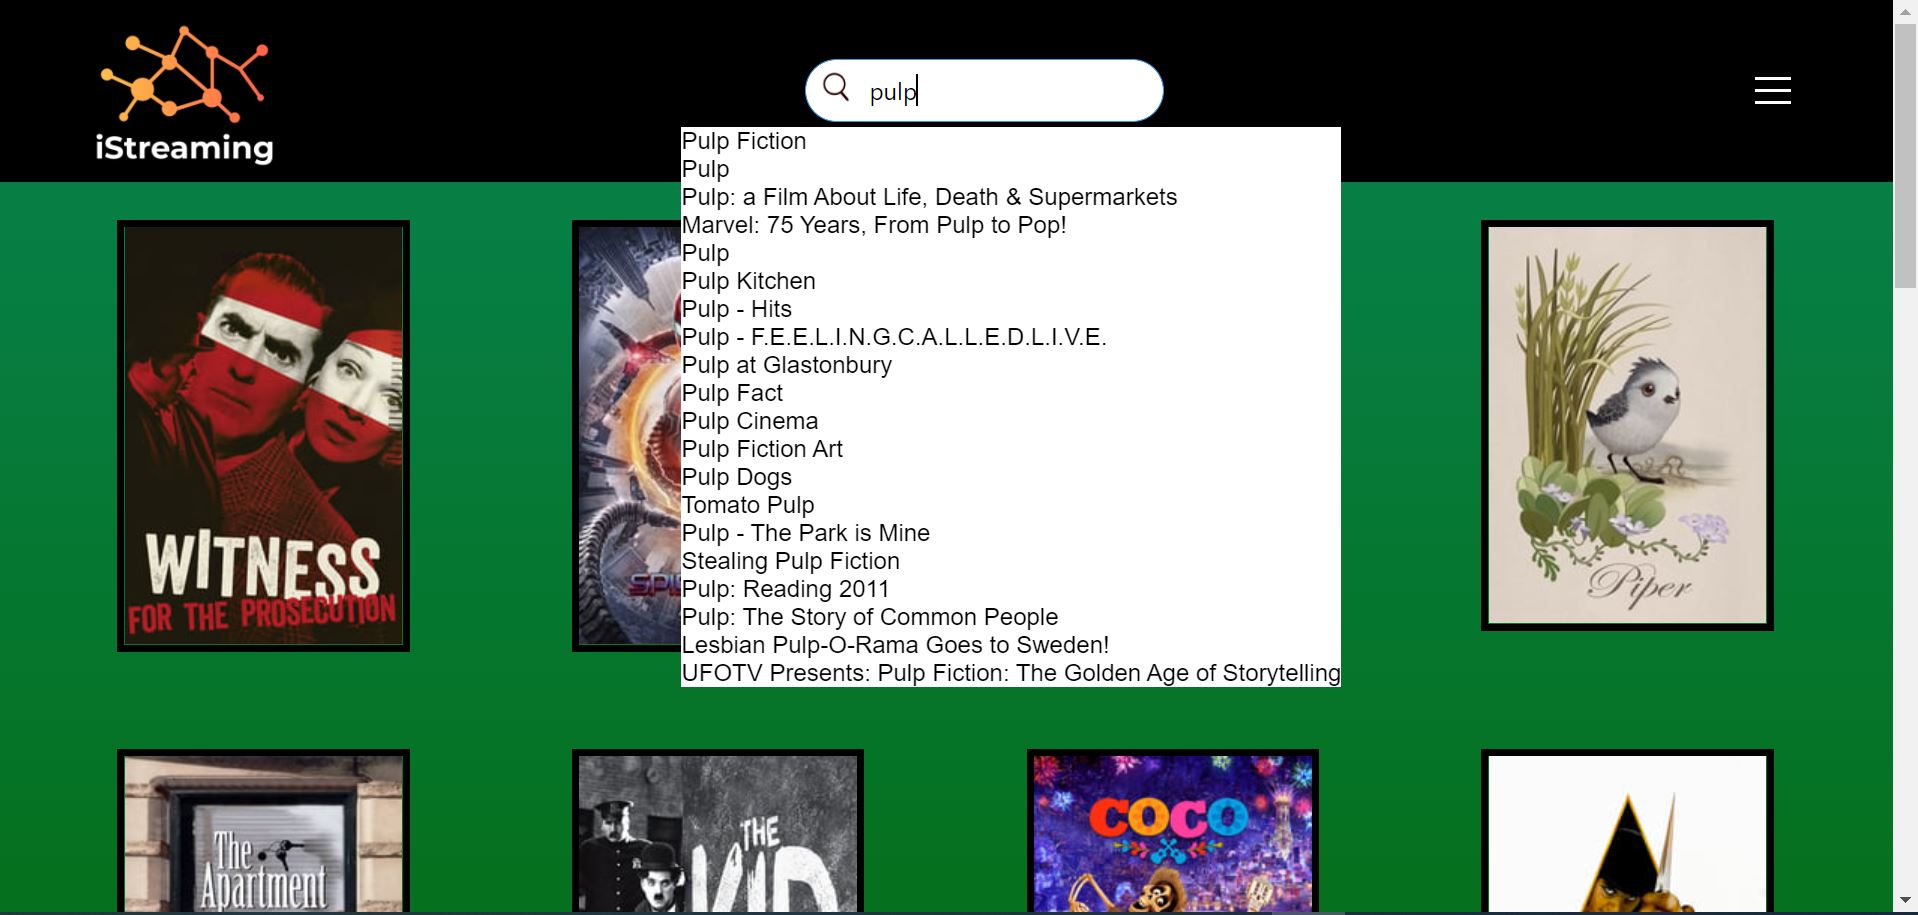 iStreaming
pulp
Pulp Fiction
Pulp
Pulp: a Film About Life, Death & Supermarkets
Marvel: 75 Years, From Pulp to Pop!
Pulp
Pulp Kitchen
Pulp - Hits
Pulp - F.E.E.L.I.N.G.C.A.L.L.E.D.L.I.V.E.
Pulp at Glastonbury
Pulp Fact
Pulp Cinema
Pulp Fiction Art
Pulp Dogs
Tomato Pulp
Pulp - The Park is Mine
Stealing Pulp Fiction
Pulp: Reading 2011
Pulp: The Story of Common People
Lesbian Pulp-O-Rama Goes to Sweden!
UFOTV Presents: Pulp Fiction: The Golden Age of Storytelling
WITNESS
FOR THE PROSECUTION
Piper
The
Apartment
THE
KID
COCO